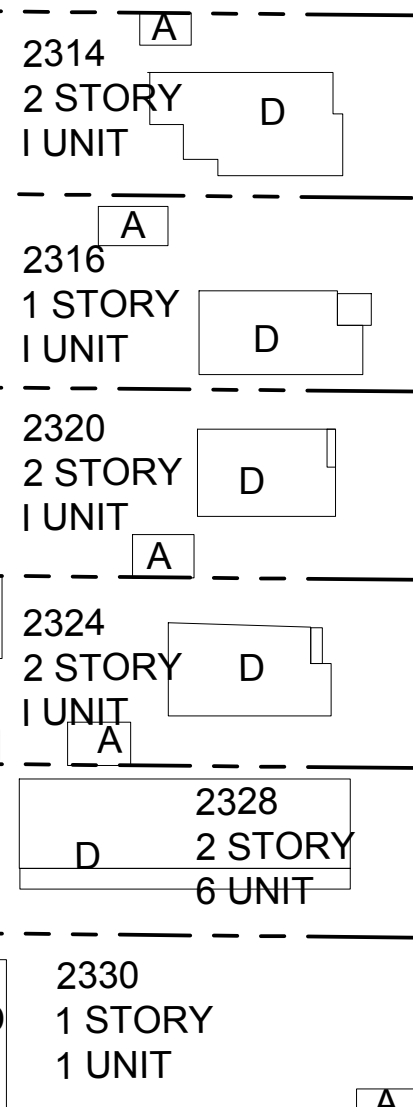 A
2314
2 STORY
D
I UNIT
A
2316
1 STORY
D
I UNIT
2320
2 STORY
D
I UNIT
A
2324
2 STORY
D
I UNIT
A
2328
D
2 STORY
6 UNIT
2330
1 STORY
1 UNIT
A